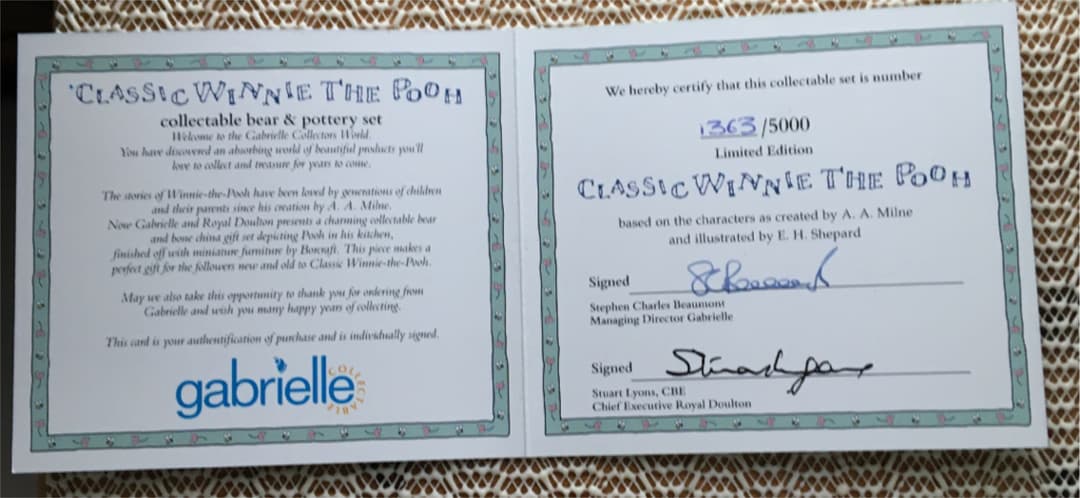 'CLASSIC WINNIE THE POOH
collectable bear & pottery set
Welcome to the Gabrielle Collectors World.
You have discovered an absorbing world of beautiful products you'll
love to collect and treasure for years to come.
The stories of Winnie-the-Pooh have been loved by generations of children
and their parents since his creation by A. A. Milne.
Now Gabrielle and Royal Doulton presents a charming collectable bear
and bone china gift set depicting Pooh in his kitchen,
finished off with miniature furniture by Boxcraft. This piece makes a
perfect gift for the followers new and old to Classic Winnie-the-Pooh.
May we also take this opportunity to thank you for ordering from
Gabrielle and wish you many happy years of collecting.
This card is your authentification of purchase and is individually signed.
gabrielle
COLLECTABLE
We hereby certify that this collectable set is number
1363/5000
Limited Edition
CLASSIC WINNIE THE POOH
based on the characters as created by A. A. Milne
and illustrated by E. H. Shepard
Signed
Stephen Charles Beaumont
Managing Director Gabrielle
Signed
Stuart Lyons, CBE
Chief Executive Royal Doulton